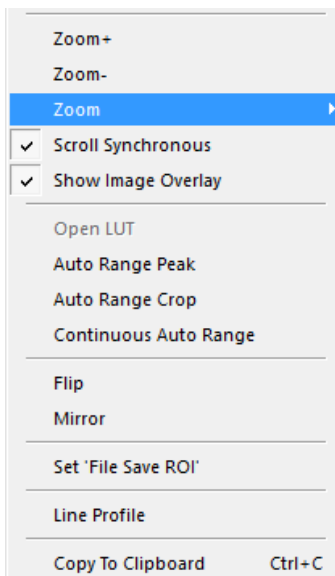 Zoom+
Zoom-
Zoom
Scroll Synchronous
Show Image Overlay
Open LUT
Auto Range Peak
Auto Range Crop
Continuous Auto Range
Flip
Mirror
Set 'File Save ROI'
Line Profile
Copy To Clipboard Ctrl+C